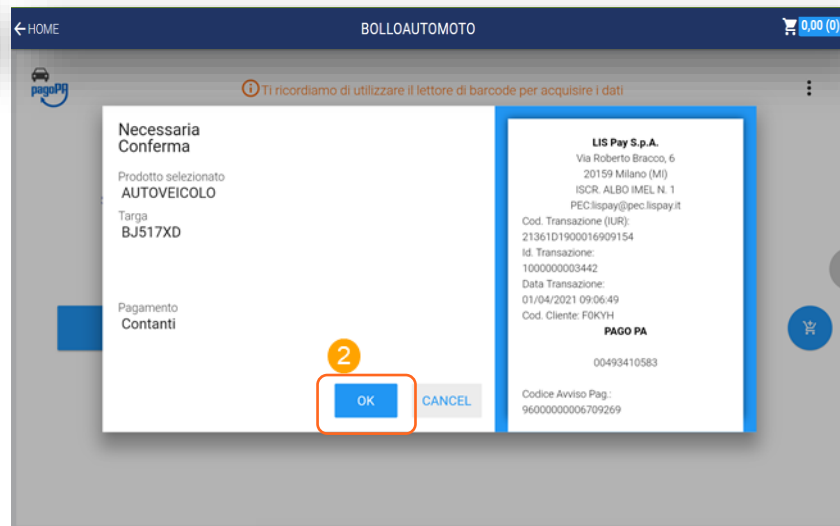 HOME
BOLLOAUTOMOTO
0,00 (0)
pagoPA
Ti ricordiamo di utilizzare il lettore di barcode per acquisire i dati
Necessaria
Conferma
Prodotto selezionato
AUTOVEICOLO
Targa
BJ517XD
Pagamento
Contanti
2
OK
CANCEL
LIS Pay S.p.A.
Via Roberto Bracco, 6
20159 Milano (MI)
ISCR. ALBO IMEL N. 1
PEC:lispay@pec.lispay.it
Cod. Transazione (IUR):
21361D1900016909154
Id. Transazione:
1000000003442
Data Transazione:
01/04/2021 09:06:49
Cod. Cliente: F0KYH
PAGO PA
00493410583
Codice Avviso Pag.:
96000000006709269